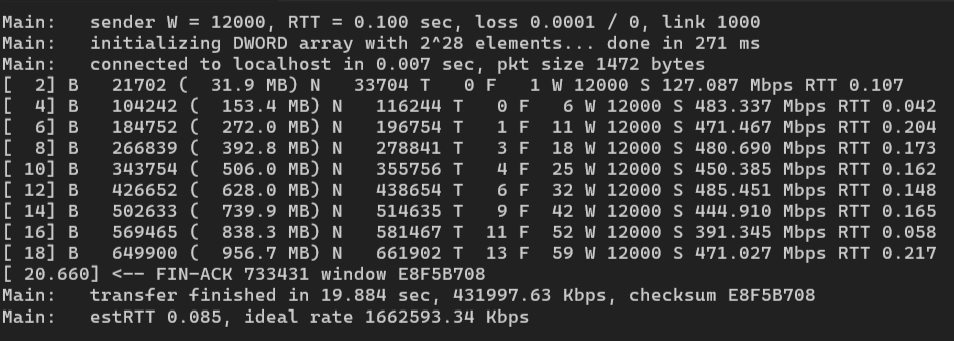 Main:   sender W = 12000, RTT = 0.100 sec, loss 0.0001 / 0, link 1000
Main:   initializing DWORD array with 2^28 elements... done in 271 ms
Main:   connected to localhost in 0.007 sec, pkt size 1472 bytes
[  2] B   21702 (  31.9 MB) N   33704 T   0 F   1 W 12000 S 127.087 Mbps RTT 0.107
[  4] B   104242 (  153.4 MB) N   116244 T   0 F   6 W 12000 S 483.337 Mbps RTT 0.042
[  6] B   184752 (  272.0 MB) N   196754 T   1 F  11 W 12000 S 471.467 Mbps RTT 0.204
[  8] B   266839 (  392.8 MB) N   278841 T   3 F  18 W 12000 S 480.690 Mbps RTT 0.173
[ 10] B   343754 (  506.0 MB) N   355756 T   4 F  25 W 12000 S 450.385 Mbps RTT 0.162
[ 12] B   426652 (  628.0 MB) N   438654 T   6 F  32 W 12000 S 485.451 Mbps RTT 0.148
[ 14] B   502633 (  739.9 MB) N   514635 T   9 F  42 W 12000 S 444.910 Mbps RTT 0.165
[ 16] B   569465 (  838.3 MB) N   581467 T  11 F  52 W 12000 S 391.345 Mbps RTT 0.058
[ 18] B   649900 (  956.7 MB) N   661902 T  13 F  59 W 12000 S 471.027 Mbps RTT 0.217
[ 20.660] <-- FIN-ACK 733431 window E8F5B708
Main:   transfer finished in 19.884 sec, 431997.63 Kbps, checksum E8F5B708
Main:   estRTT 0.085, ideal rate 1662593.34 Kbps